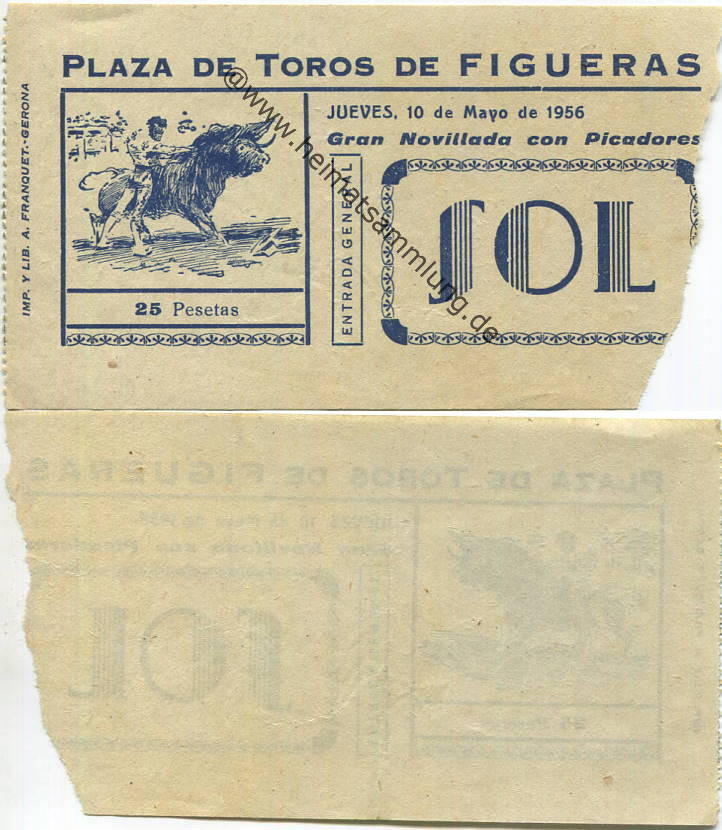 PLAZA DE TOROS DE FIGUERAS
JUEVES, 10 de Mayo de 1956
Gran Novillada con Picadores
ENTRADA GENERAL
SOL
25 Pesetas
IMP. Y LIB. A. FRANQUET.-GERONA
@www.heimatsammlung.de